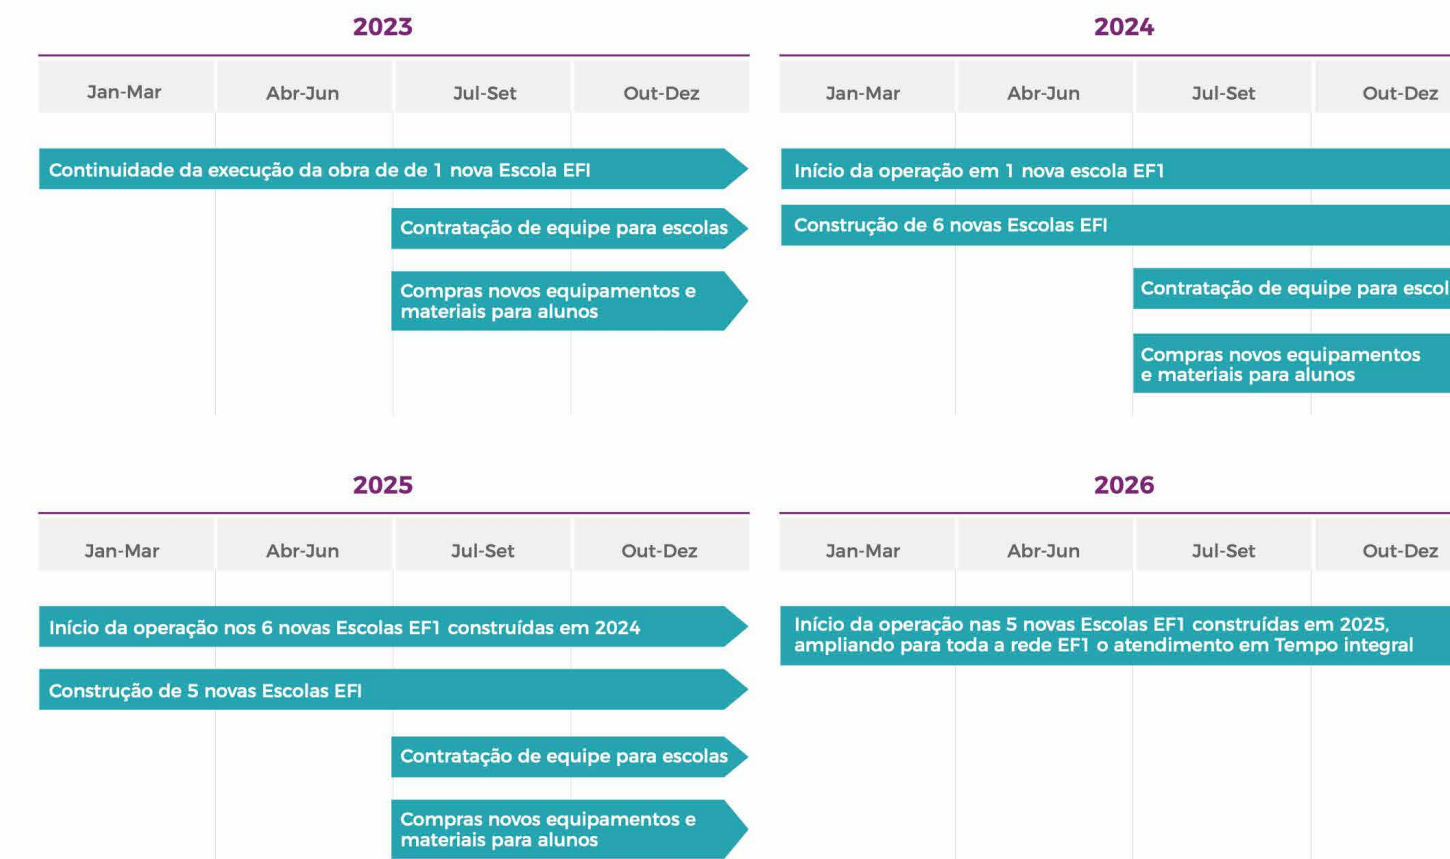 2023
Jan-Mar Abr-Jun Jul-Set Out-Dez
Continuidade da execução da obra de de 1 nova Escola EFI
Contratação de equipe para escolas
Compras novos equipamentos e
materiais para alunos
2024
Jan-Mar Abr-Jun Jul-Set Out-Dez
Início da operação em 1 nova escola EF1
Construção de 6 novas Escolas EFI
Contratação de equipe para escol
Compras novos equipamentos
e materiais para alunos
2025
Jan-Mar Abr-Jun Jul-Set Out-Dez
Início da operação nos 6 novas Escolas EF1 construídas em 2024
Construção de 5 novas Escolas EFI
Contratação de equipe para escolas
Compras novos equipamentos e
materiais para alunos
2026
Jan-Mar Abr-Jun Jul-Set Out-Dez
Início da operação nas 5 novas Escolas EF1 construídas em 2025,
ampliando para toda a rede EF1 o atendimento em Tempo integral